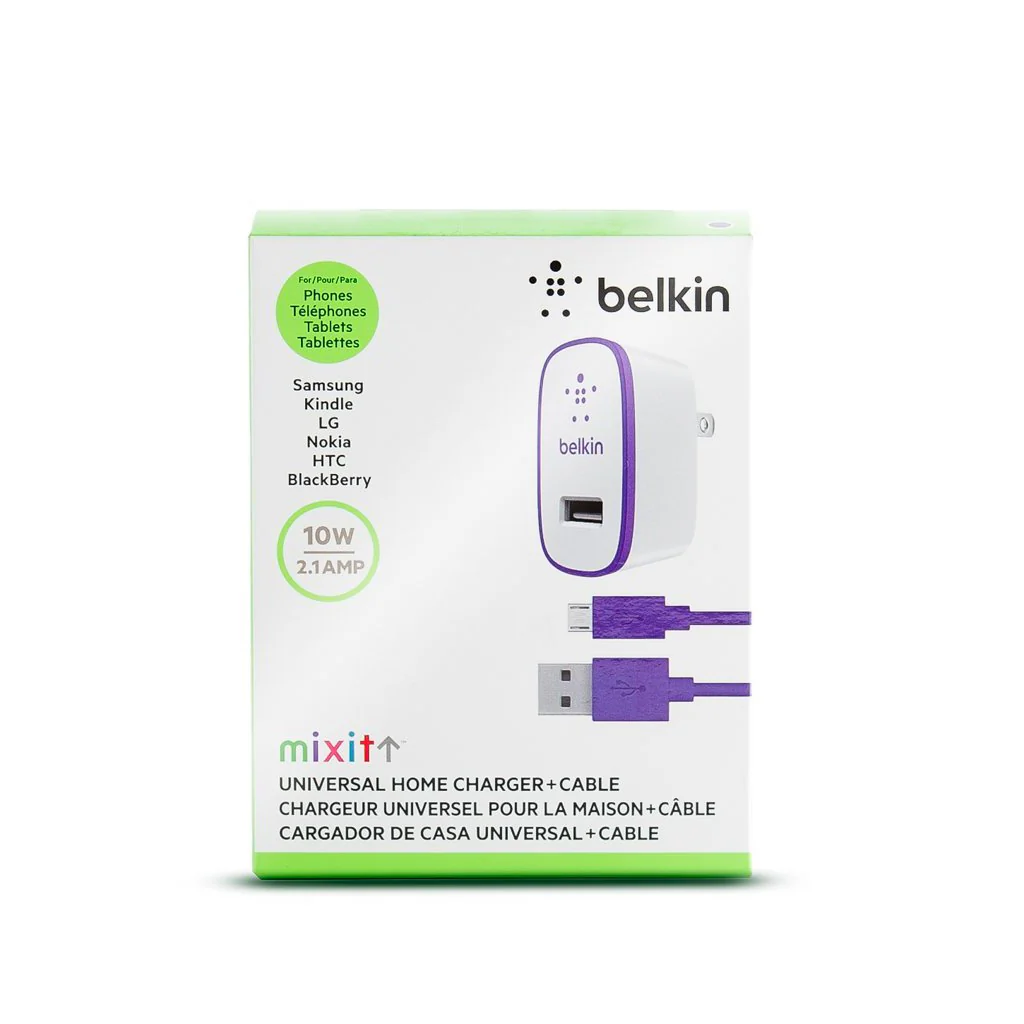 For/Pour/Para
Phones
Téléphones
Tablets
Tablettes
Samsung
Kindle
LG
Nokia
HTC
BlackBerry
10W
2.1AMP
belkin
belkin
mixit↑™
UNIVERSAL HOME CHARGER+CABLE
CHARGEUR UNIVERSEL POUR LA MAISON+CÂBLE
CARGADOR DE CASA UNIVERSAL+CABLE